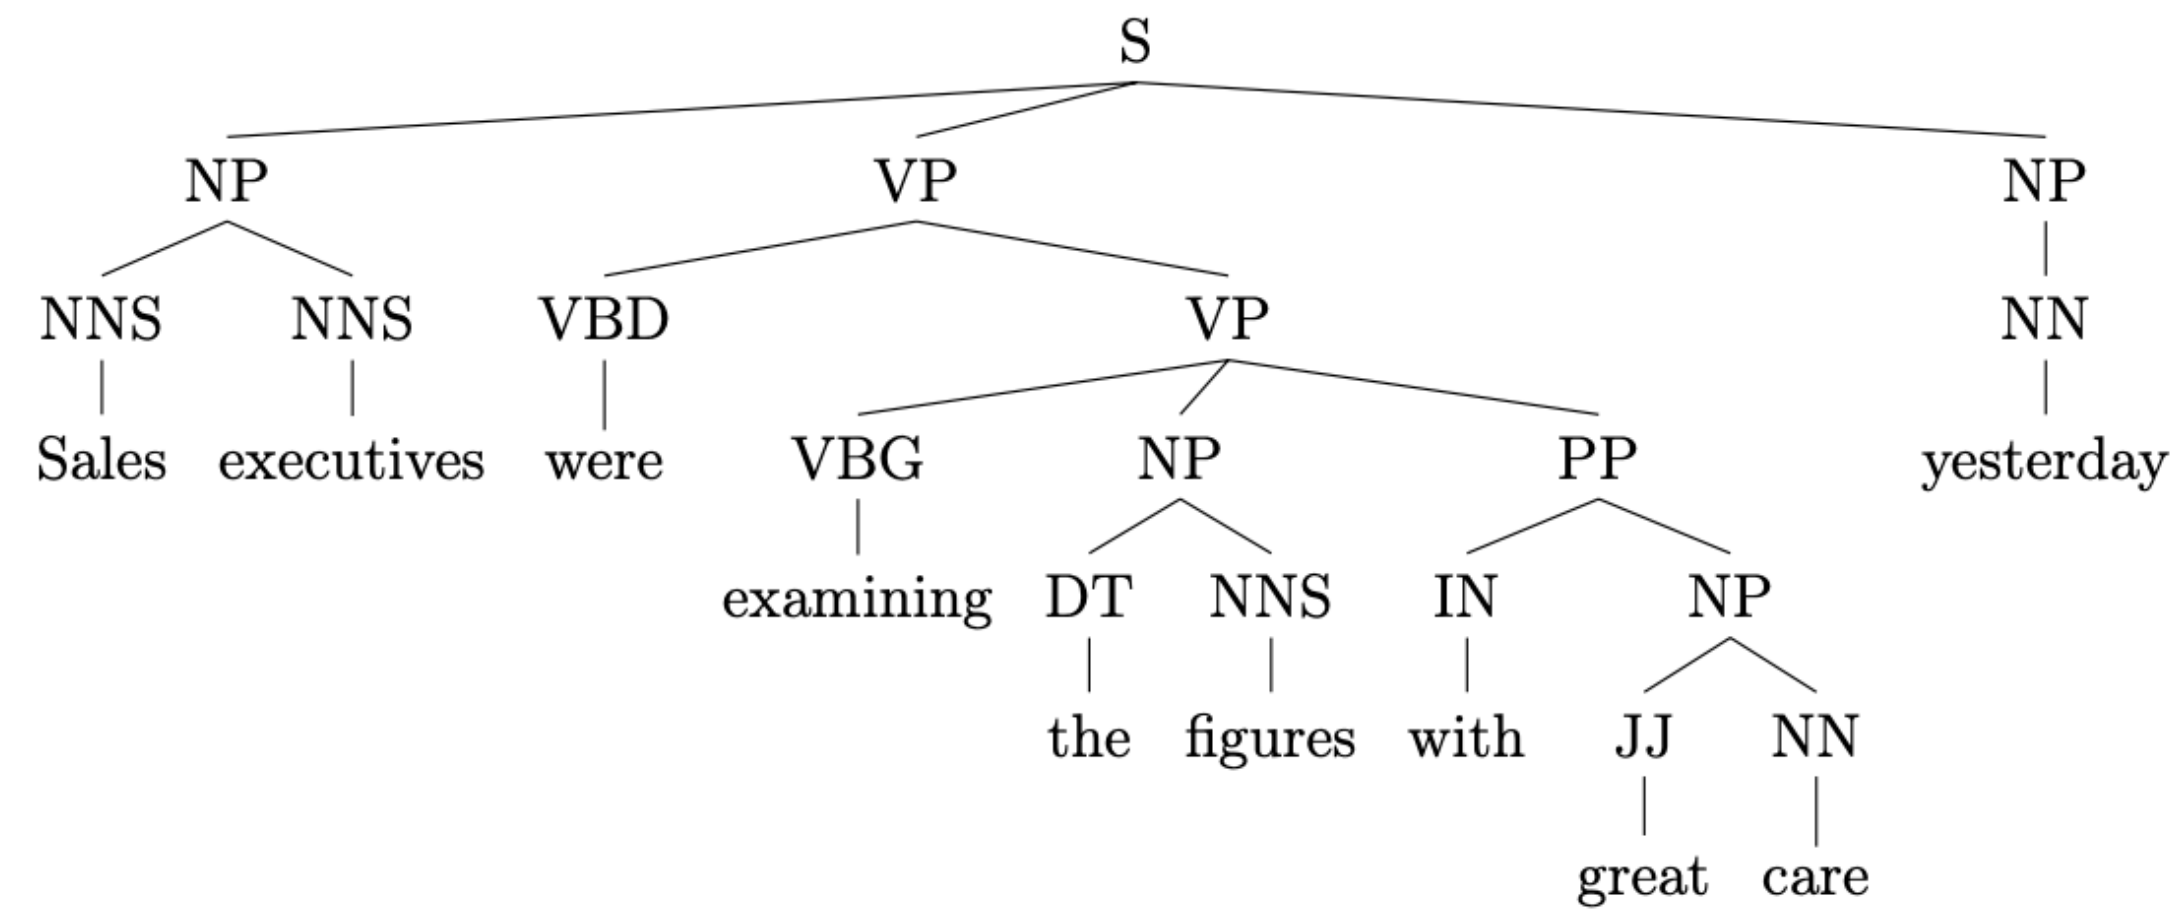 S
NP VP NP
NNS NNS VBD VP NN
Sales executives were VBG NP PP yesterday
examining DT NNS IN NP
the figures with JJ NN
great care